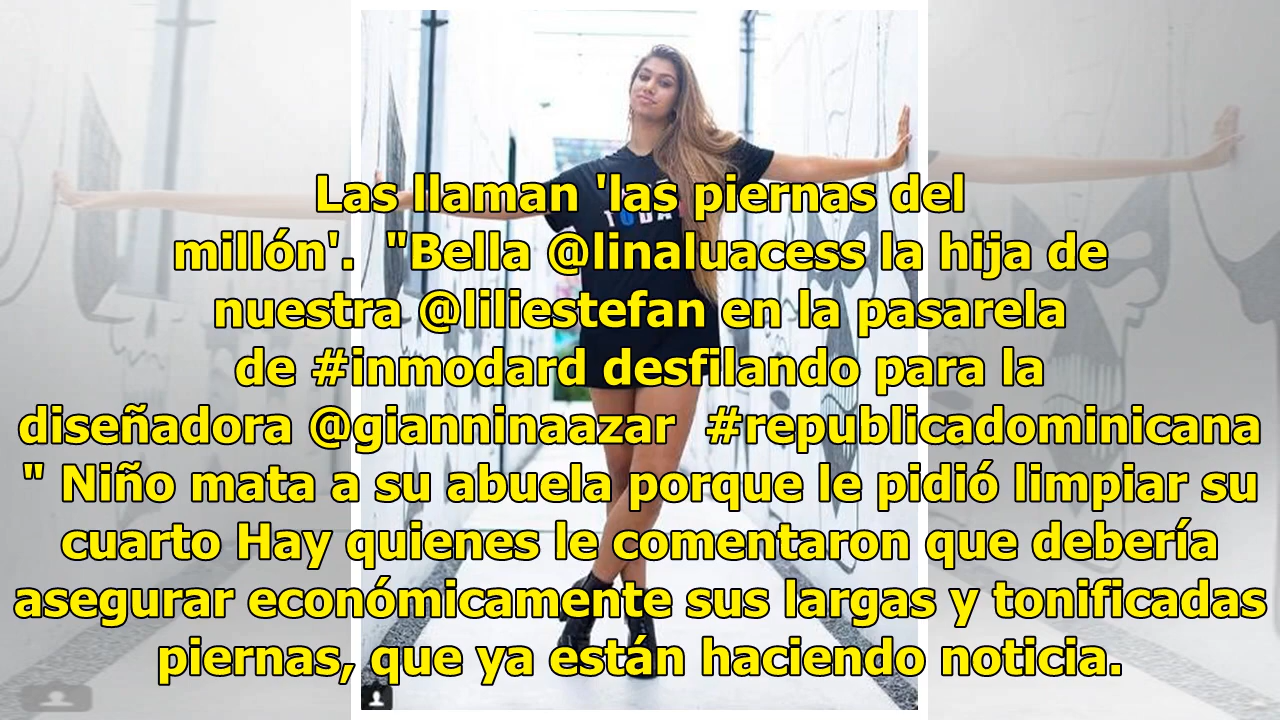 Las llaman 'las piernas del
millón'.  "Bella @linaluacess la hija de
nuestra @liliestefan en la pasarela
de #inmodard desfilando para la
diseñadora @gianninaazar  #republicadominicana
" Niño mata a su abuela porque le pidió limpiar su
cuarto Hay quienes le comentaron que debería
asegurar económicamente sus largas y tonificadas
piernas, que ya están haciendo noticia.